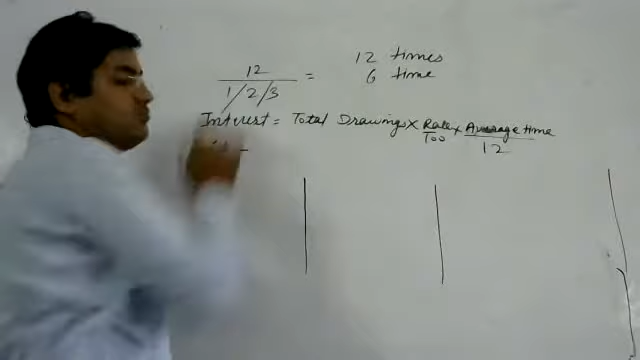 12 12 times
1/2/3 = 6 time
Interest = Total Drawings × Rate × Average time
100 12